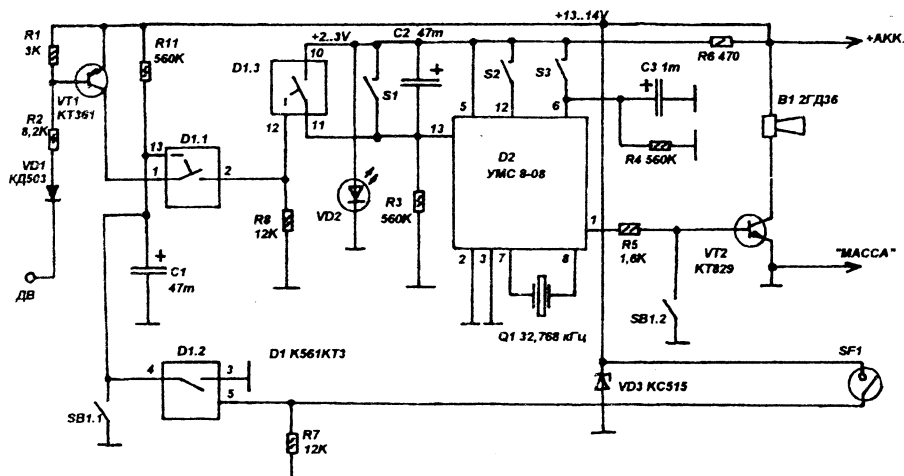 +13..14V
R1
3K
R11
560K
+2..3V
C2 47m
10
D1.3
S1
S2
S3
R6 470
+АКК.
C3 1m
+
VT1
КТ361
R2
8,2K
VD1
КД503
ДВ
13
1
D1.1
2
12
11
+
13
5
12
6
D2
УМС 8-08
R4 560K
B1 2ГД36
R8
12K
VD2
R3
560K
1
R5
1,6K
VT2
КТ829
"МАССА"
+
C1
47m
2
3
7
8
Q1 32,768 кГц
SB1.2
D1.2
4
3
5
D1 К561КТ3
SB1.1
R7
12K
VD3 КС515
SF1